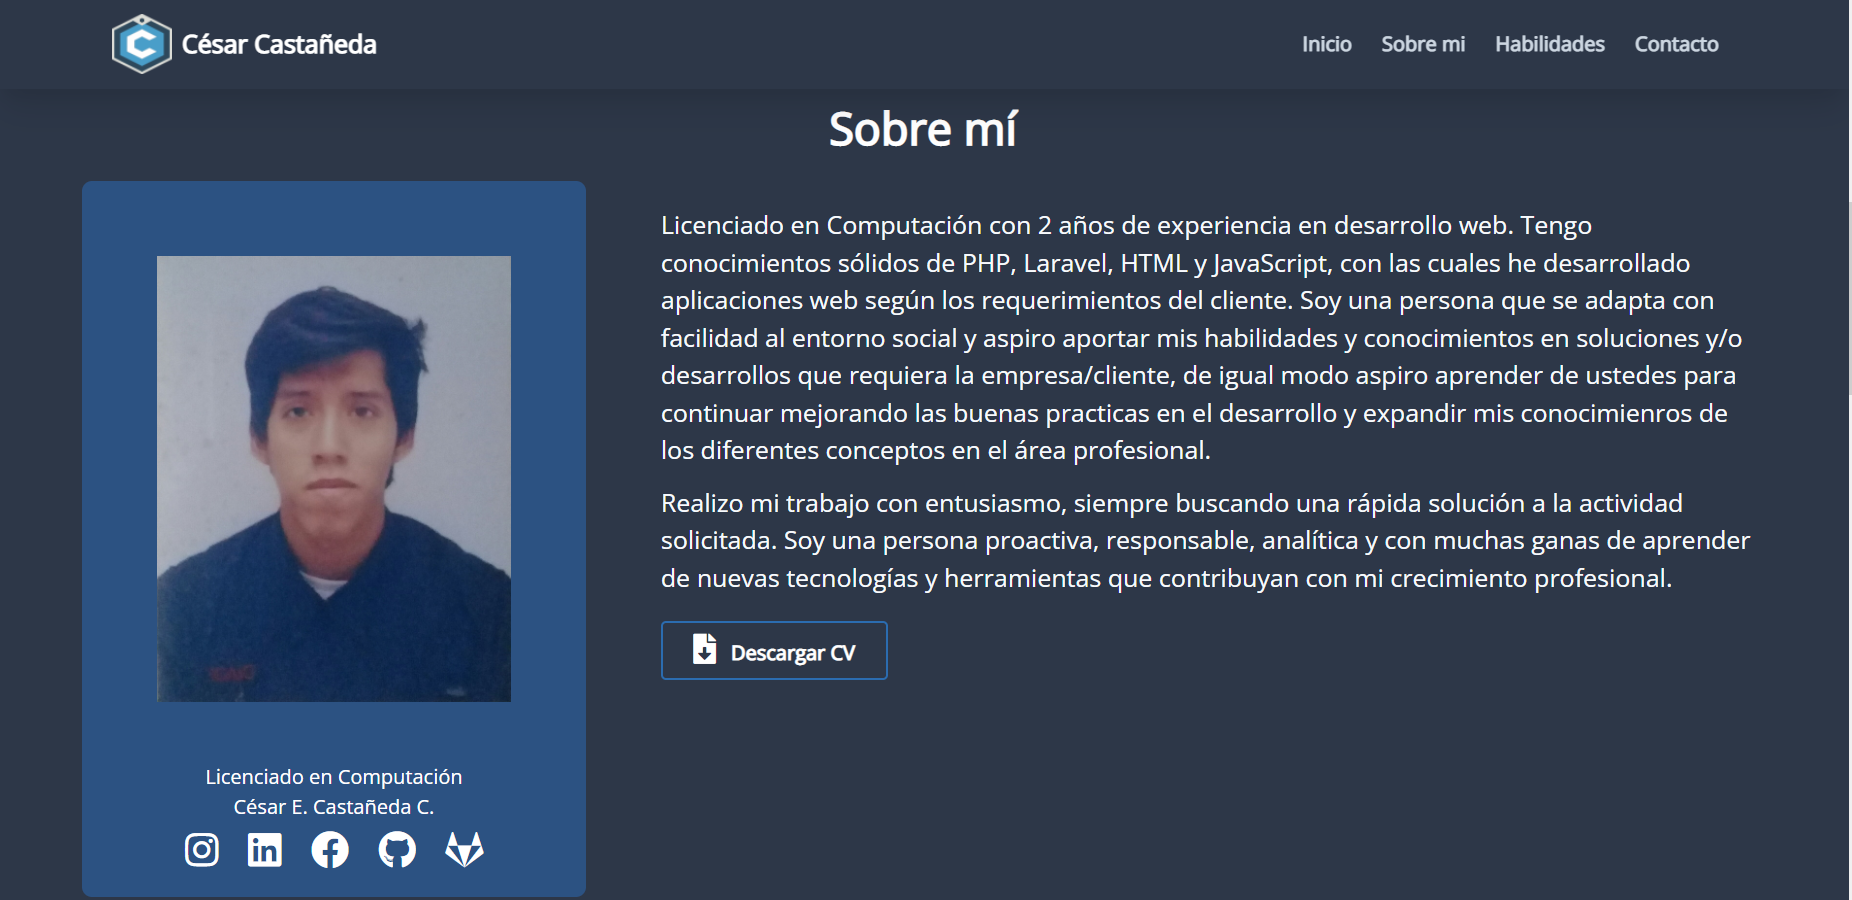 César Castañeda
Inicio Sobre mi Habilidades Contacto
Sobre mí
Licenciado en Computación con 2 años de experiencia en desarrollo web. Tengo
conocimientos sólidos de PHP, Laravel, HTML y JavaScript, con las cuales he desarrollado
aplicaciones web según los requerimientos del cliente. Soy una persona que se adapta con
facilidad al entorno social y aspiro aportar mis habilidades y conocimientos en soluciones y/o
desarrollos que requiera la empresa/cliente, de igual modo aspiro aprender de ustedes para
continuar mejorando las buenas practicas en el desarrollo y expandir mis conocimienros de
los diferentes conceptos en el área profesional.
Realizo mi trabajo con entusiasmo, siempre buscando una rápida solución a la actividad
solicitada. Soy una persona proactiva, responsable, analítica y con muchas ganas de aprender
de nuevas tecnologías y herramientas que contribuyan con mi crecimiento profesional.
Descargar CV
Licenciado en Computación
César E. Castañeda C.